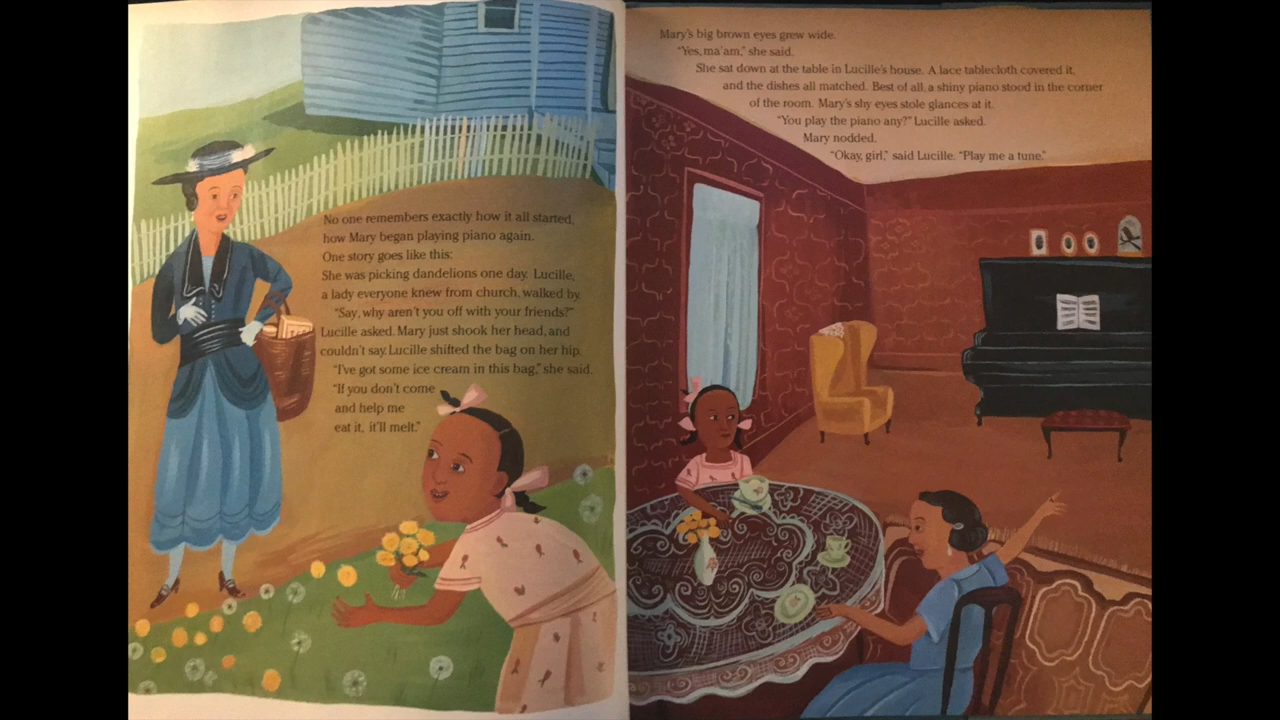 No one remembers exactly how it all started,
how Mary began playing piano again.
One story goes like this:
She was picking dandelions one day. Lucille,
a lady everyone knew from church, walked by.
"Say, why aren't you off with your friends?"
Lucille asked. Mary just shook her head, and
couldn't say. Lucille shifted the bag on her hip.
"I've got some ice cream in this bag," she said.
"If you don't come
and help me
eat it, it'll melt."
Mary's big brown eyes grew wide.
"Yes, ma'am," she said.
She sat down at the table in Lucille's house. A lace tablecloth covered it,
and the dishes all matched. Best of all, a shiny piano stood in the corner
of the room. Mary's shy eyes stole glances at it.
"You play the piano any?" Lucille asked.
Mary nodded.
"Okay, girl," said Lucille. "Play me a tune."